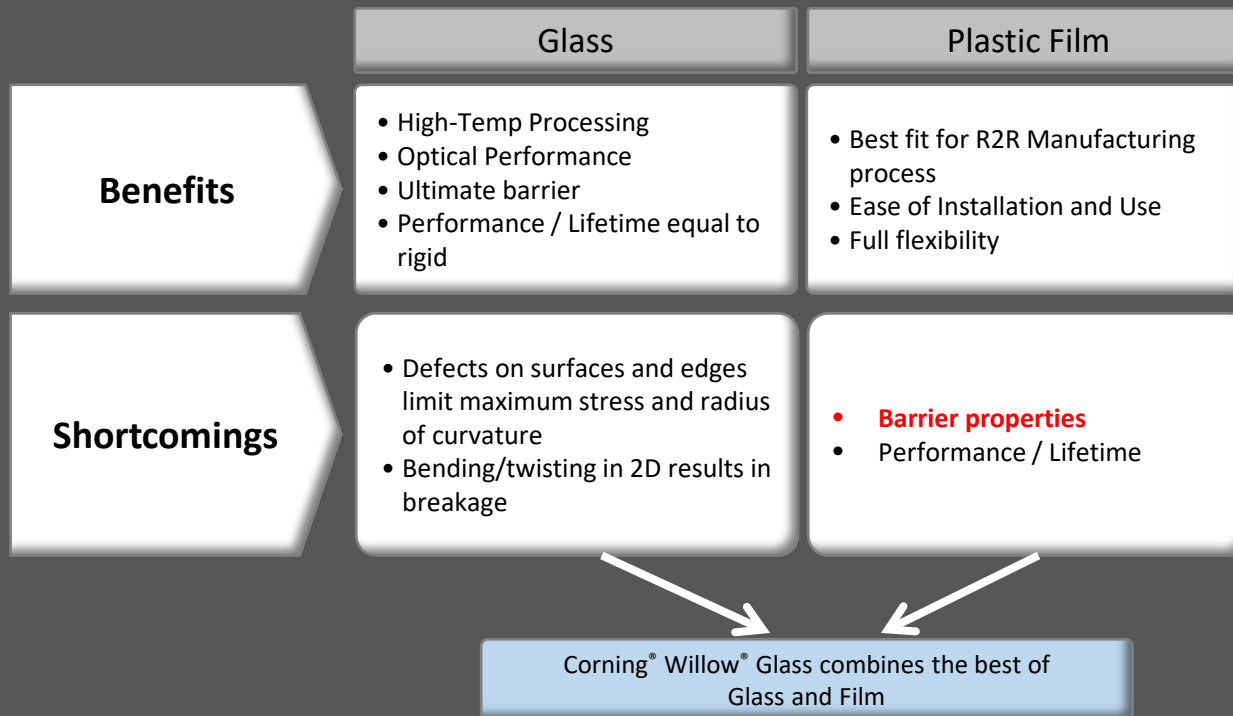 Glass
Plastic Film
Benefits
• High-Temp Processing
• Optical Performance
• Ultimate barrier
• Performance / Lifetime equal to
rigid
• Best fit for R2R Manufacturing
process
• Ease of Installation and Use
• Full flexibility
Shortcomings
• Defects on surfaces and edges
limit maximum stress and radius
of curvature
• Bending/twisting in 2D results in
breakage
• Barrier properties
• Performance / Lifetime
Corning® Willow® Glass combines the best of
Glass and Film